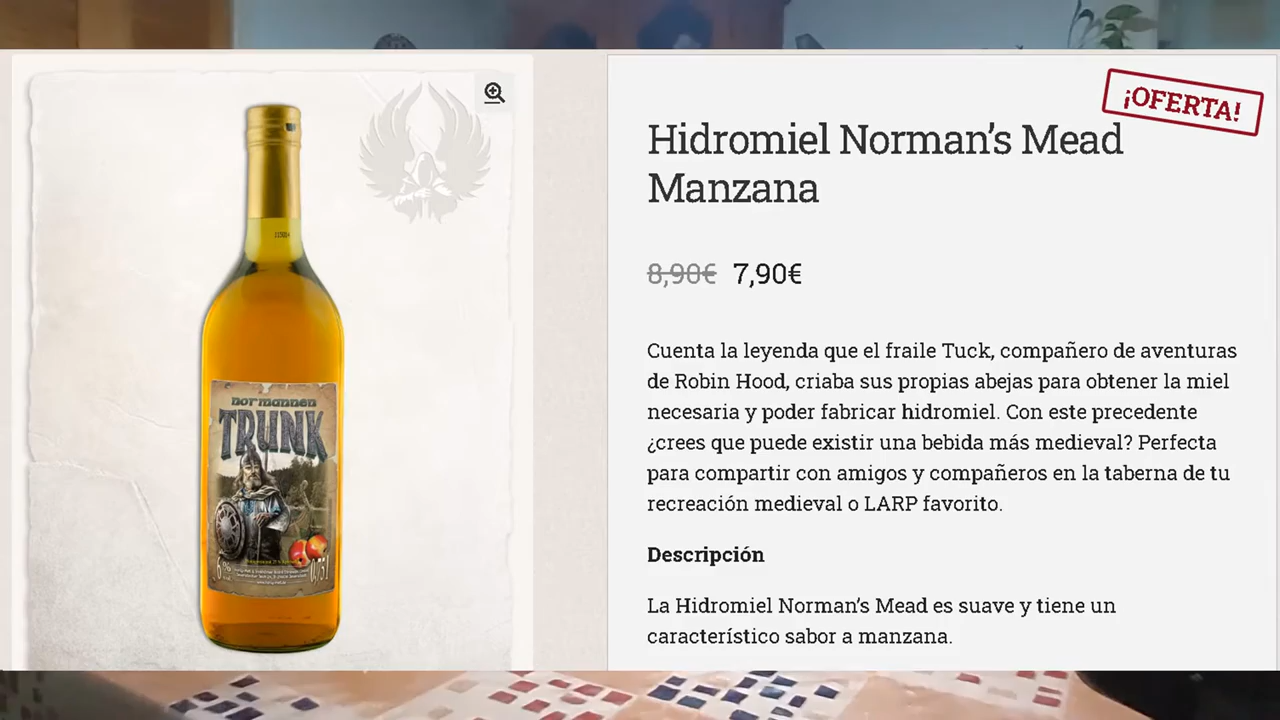 ¡OFERTA!
Hidromiel Norman's Mead
Manzana
8,90€ 7,90€
Cuenta la leyenda que el fraile Tuck, compañero de aventuras
de Robin Hood, criaba sus propias abejas para obtener la miel
necesaria y poder fabricar hidromiel. Con este precedente
¿crees que puede existir una bebida más medieval? Perfecta
para compartir con amigos y compañeros en la taberna de tu
recreación medieval o LARP favorito.
Descripción
La Hidromiel Norman's Mead es suave y tiene un
característico sabor a manzana.
normannen
TRUNK
6%
0,75l